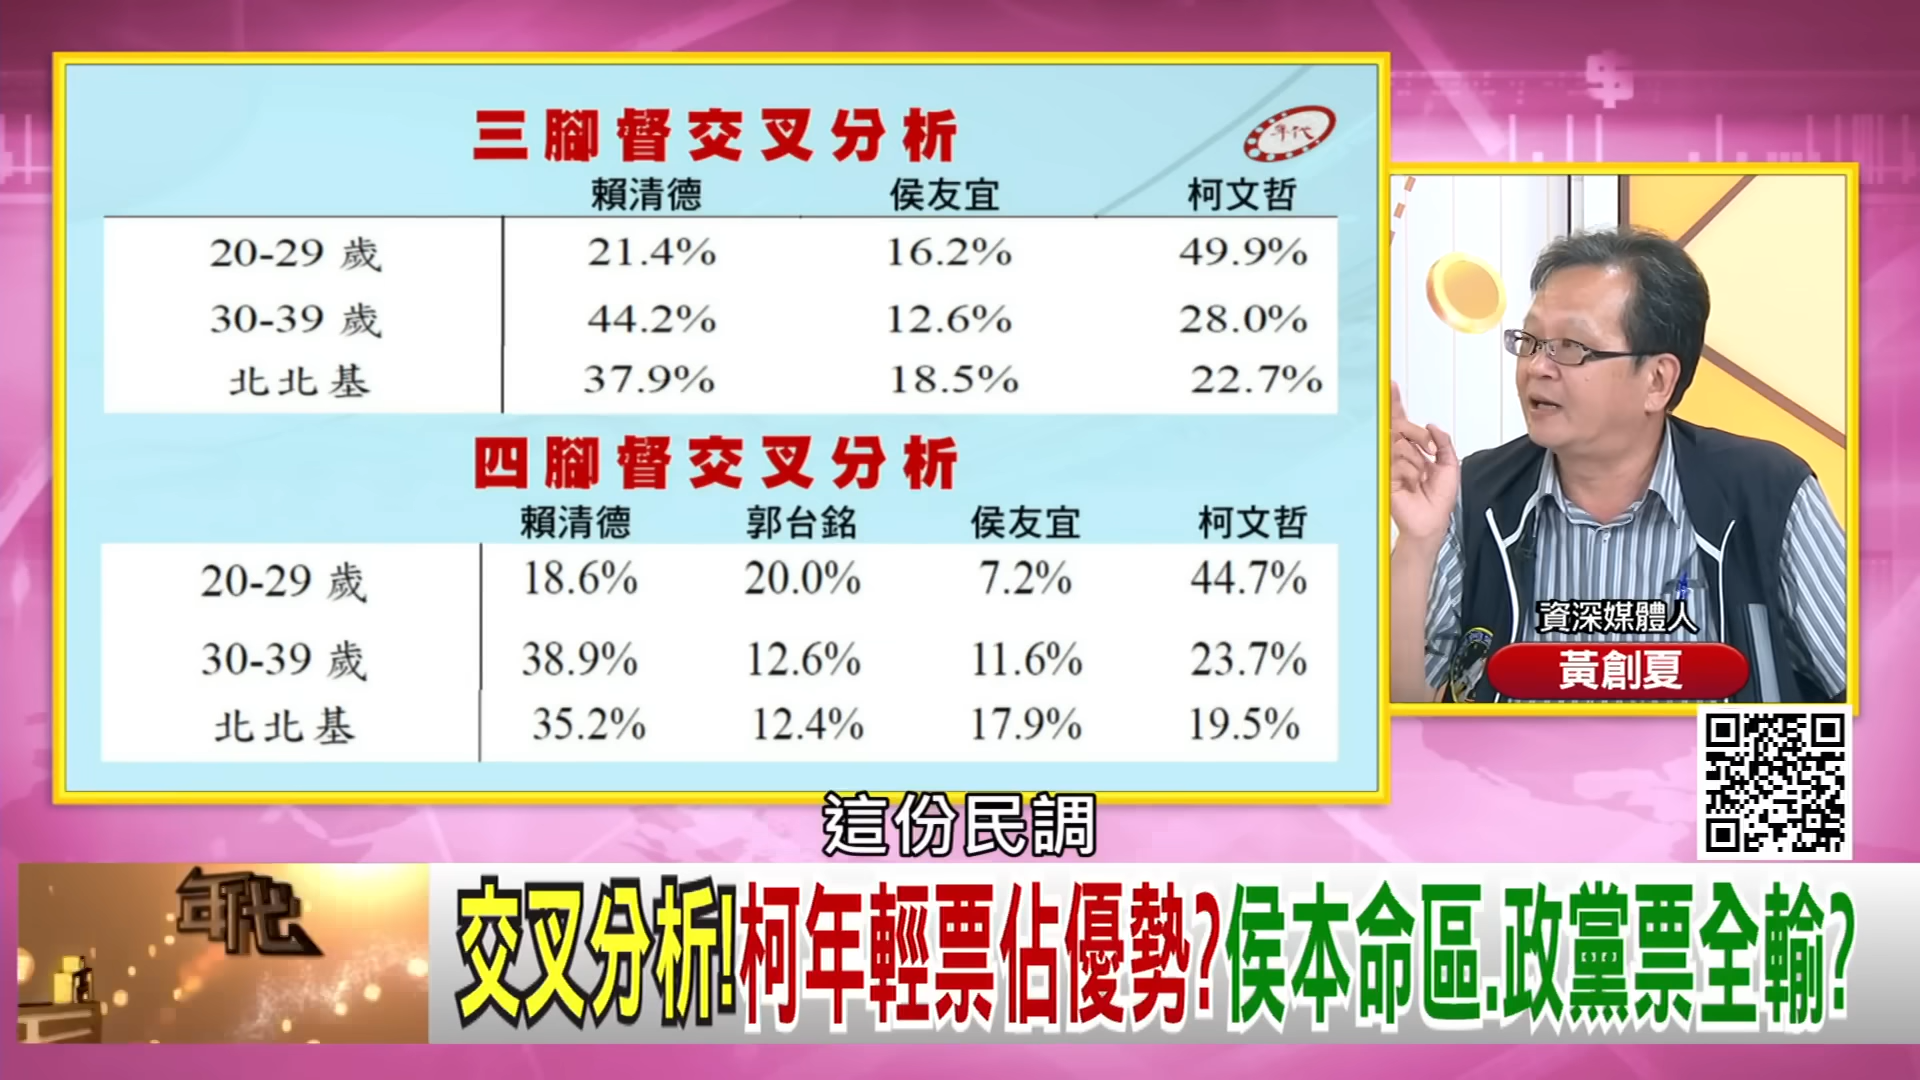 三腳督交叉分析
年代
賴清德 侯友宜 柯文哲
20-29 歲 21.4% 16.2% 49.9%
30-39 歲 44.2% 12.6% 28.0%
北北基 37.9% 18.5% 22.7%
四腳督交叉分析
賴清德 郭台銘 侯友宜 柯文哲
20-29 歲 18.6% 20.0% 7.2% 44.7%
30-39 歲 38.9% 12.6% 11.6% 23.7%
北北基 35.2% 12.4% 17.9% 19.5%
資深媒體人
黃創夏
這份民調
年代
交叉分析!柯年輕票佔優勢?侯本命區.政黨票全輸?